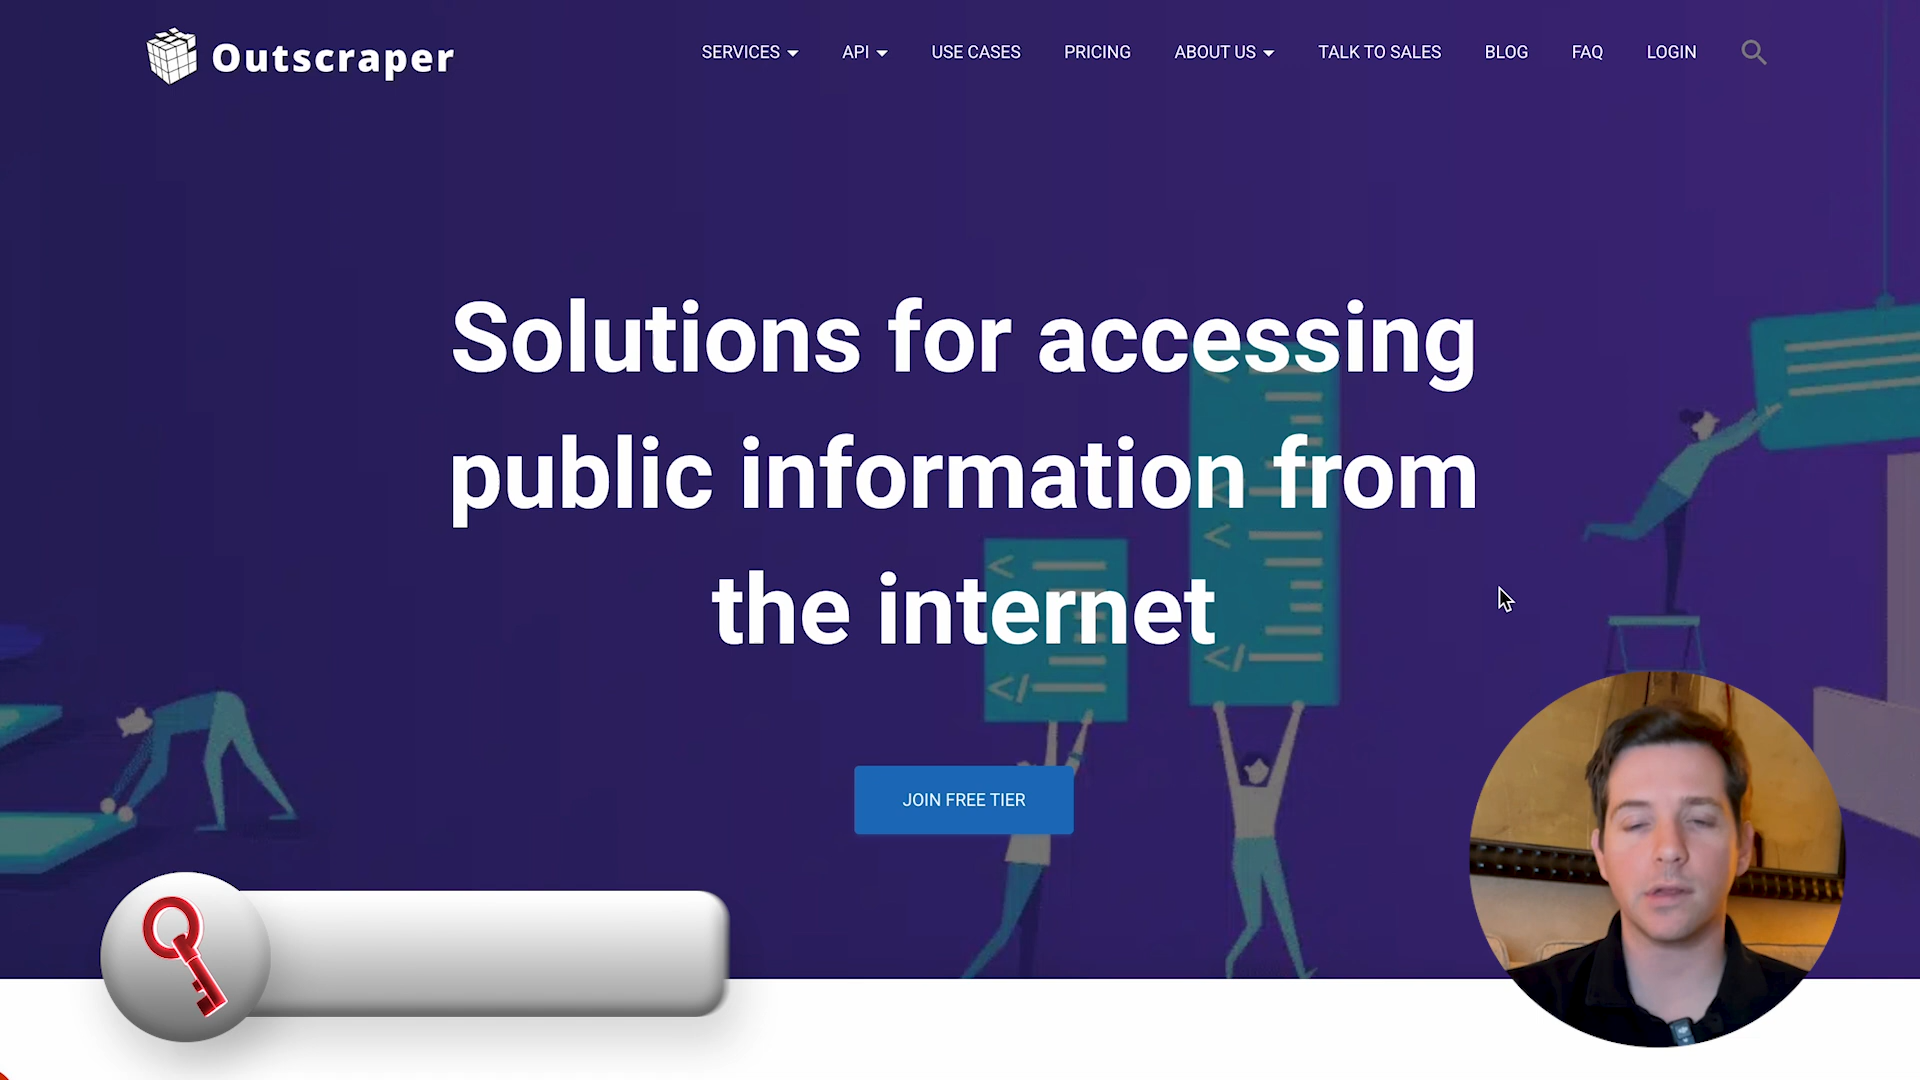 Outscraper
SERVICES API USE CASES PRICING ABOUT US TALK TO SALES BLOG FAQ LOGIN
Solutions for accessing
public information from
the internet
JOIN FREE TIER